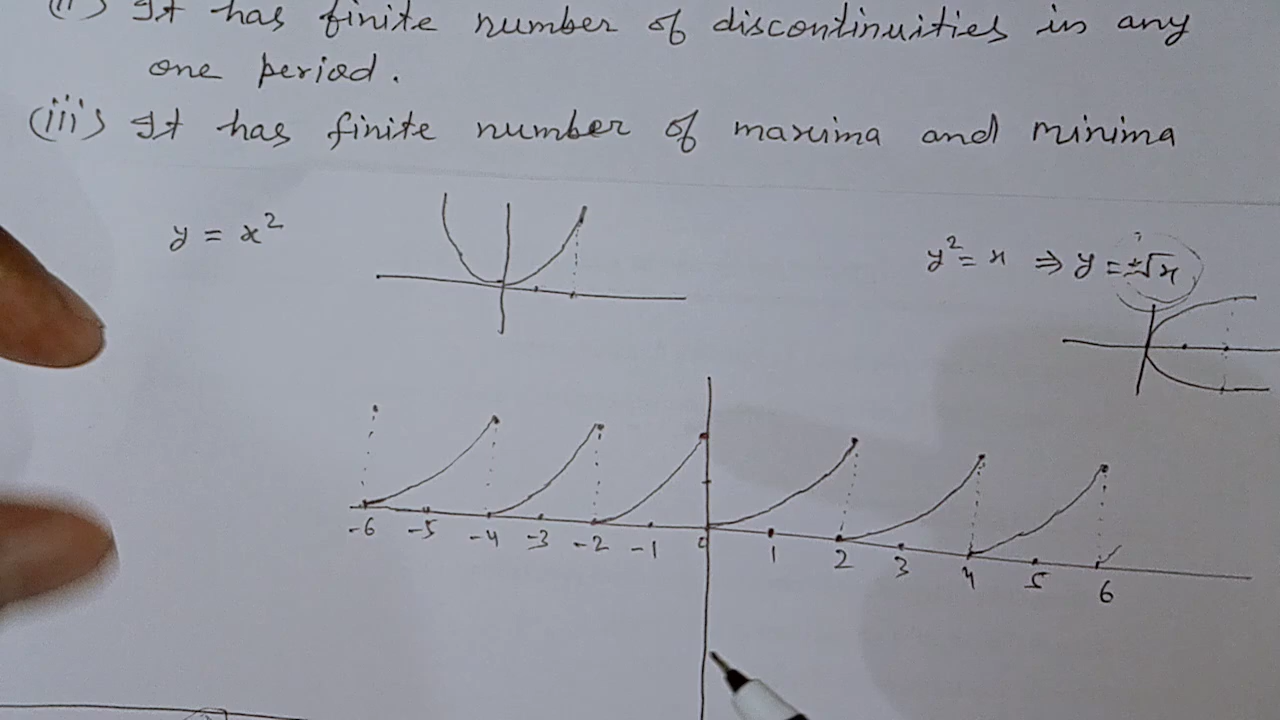 (ii) It has finite number of discontinuities in any
one period.
(iii) It has finite number of maxima and minima
y = x²
y² = x ⇒ y = ±√x
-6 -5 -4 -3 -2 -1 0 1 2 3 4 5 6